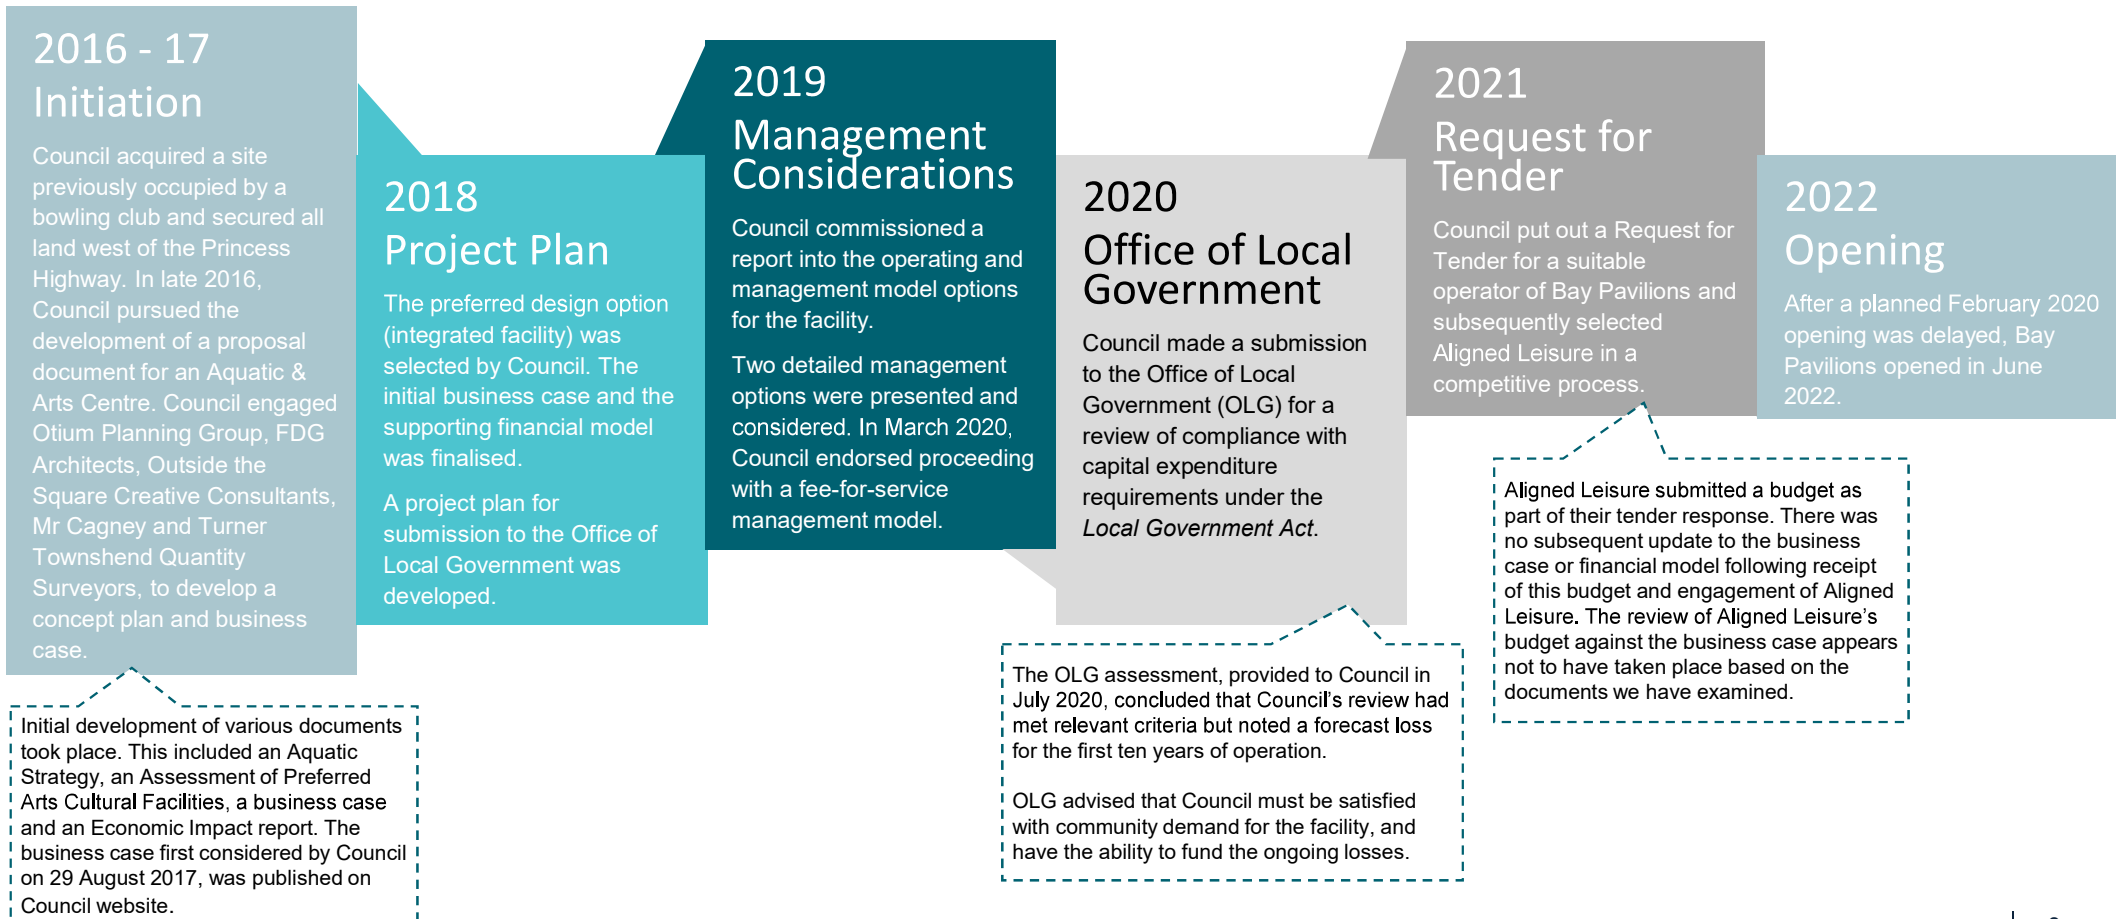 2016 - 17
Initiation
Council acquired a site
previously occupied by a
bowling club and secured all
land west of the Princess
Highway. In late 2016,
Council pursued the
development of a proposal
document for an Aquatic &
Arts Centre. Council engaged
Otium Planning Group, FDG
Architects, Outside the
Square Creative Consultants,
Mr Cagney and Turner
Townshend Quantity
Surveyors, to develop a
concept plan and business
case.
Initial development of various documents
took place. This included an Aquatic
Strategy, an Assessment of Preferred
Arts Cultural Facilities, a business case
and an Economic Impact report. The
business case first considered by Council
on 29 August 2017, was published on
Council website.
2018
Project Plan
The preferred design option
(integrated facility) was
selected by Council. The
initial business case and the
supporting financial model
was finalised.
A project plan for
submission to the Office of
Local Government was
developed.
2019
Management
Considerations
Council commissioned a
report into the operating and
management model options
for the facility.
Two detailed management
options were presented and
considered. In March 2020,
Council endorsed proceeding
with a fee-for-service
management model.
2020
Office of Local
Government
Council made a submission
to the Office of Local
Government (OLG) for a
review of compliance with
capital expenditure
requirements under the
Local Government Act.
The OLG assessment, provided to Council in
July 2020, concluded that Council's review had
met relevant criteria but noted a forecast loss
for the first ten years of operation.
OLG advised that Council must be satisfied
with community demand for the facility, and
have the ability to fund the ongoing losses.
2021
Request for
Tender
Council put out a Request for
Tender for a suitable
operator of Bay Pavilions and
subsequently selected
Aligned Leisure in a
competitive process.
Aligned Leisure submitted a budget as
part of their tender response. There was
no subsequent update to the business
case or financial model following receipt
of this budget and engagement of Aligned
Leisure. The review of Aligned Leisure's
budget against the business case appears
not to have taken place based on the
documents we have examined.
2022
Opening
After a planned February 2020
opening was delayed, Bay
Pavilions opened in June
2022.